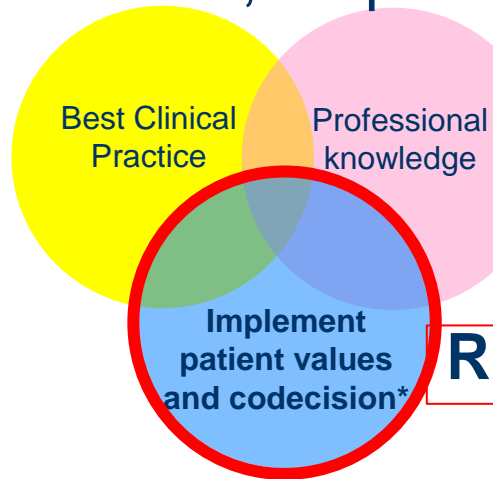 Best Clinical
Practice
Professional
knowledge
Implement
patient values
and codecision*
R